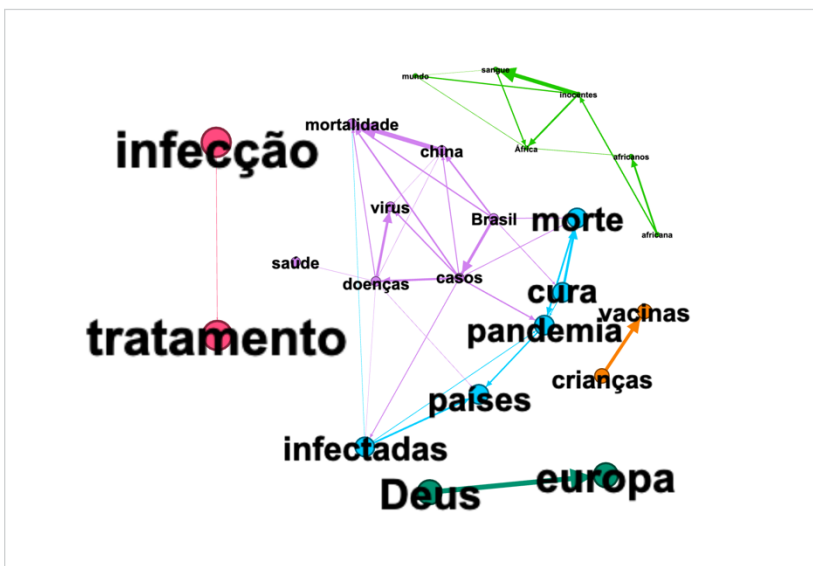 mundo
sangue
inocentes
mortalidade
infecção
china
África
africanos
virus
Brasil
morte
africana
saúde
doenças
casos
cura
vacinas
tratamento
pandemia
crianças
países
infectadas
Deus
europa